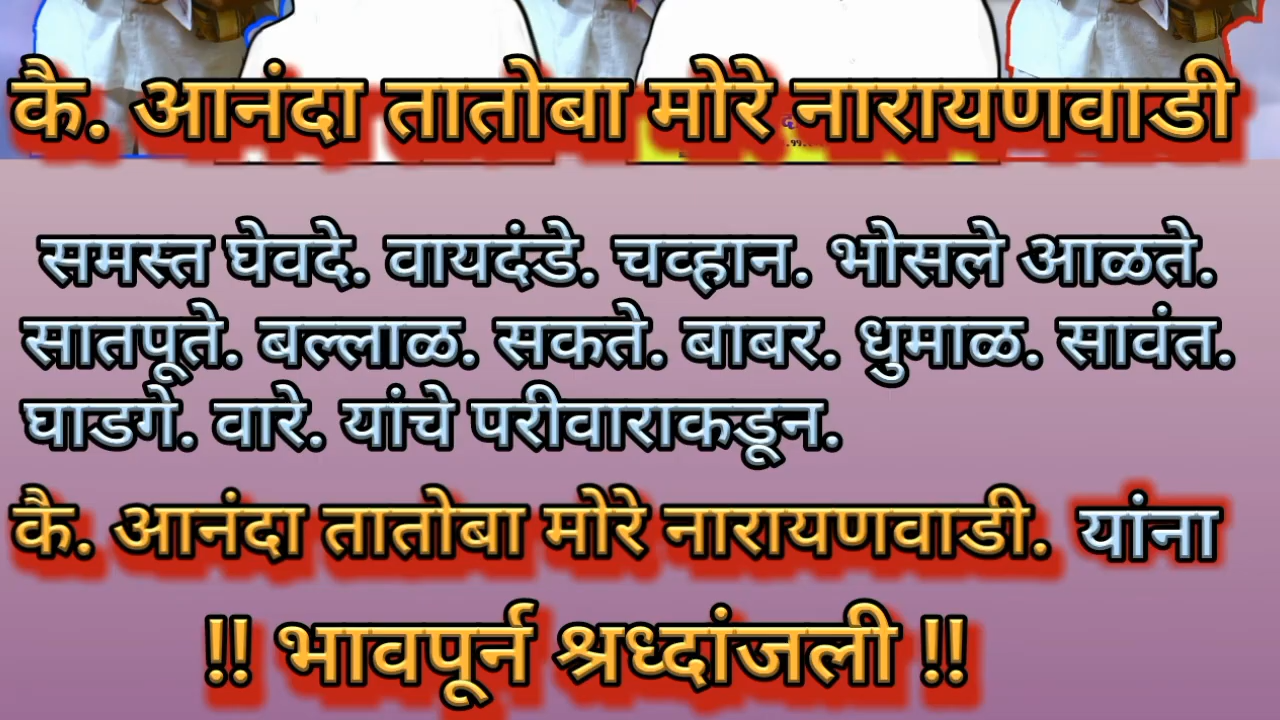 कै. आनंदा तातोबा मोरे नारायणवाडी
समस्त घेवदे. वायदंडे. चव्हान. भोसले आळते.
सातपूते. बल्लाळ. सकते. बाबर. धुमाळ. सावंत.
घाडगे. वारे. यांचे परीवाराकडून.
कै. आनंदा तातोबा मोरे नारायणवाडी. यांना
!! भावपूर्न श्रध्दांजली !!